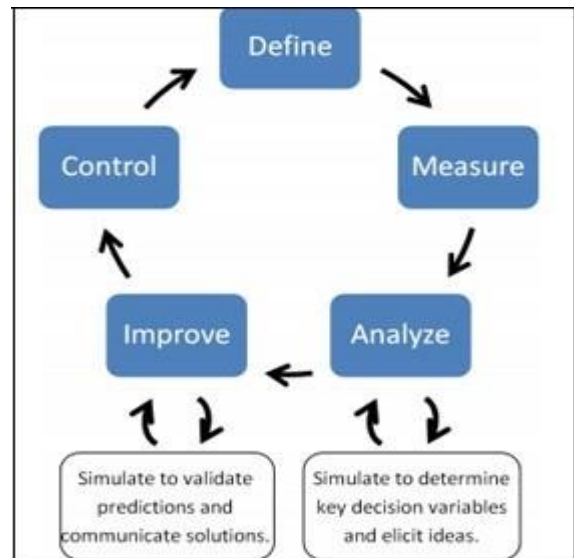 Define
Control
Measure
Improve
Analyze
Simulate to validate
predictions and
communicate solutions.
Simulate to determine
key decision variables
and elicit ideas.